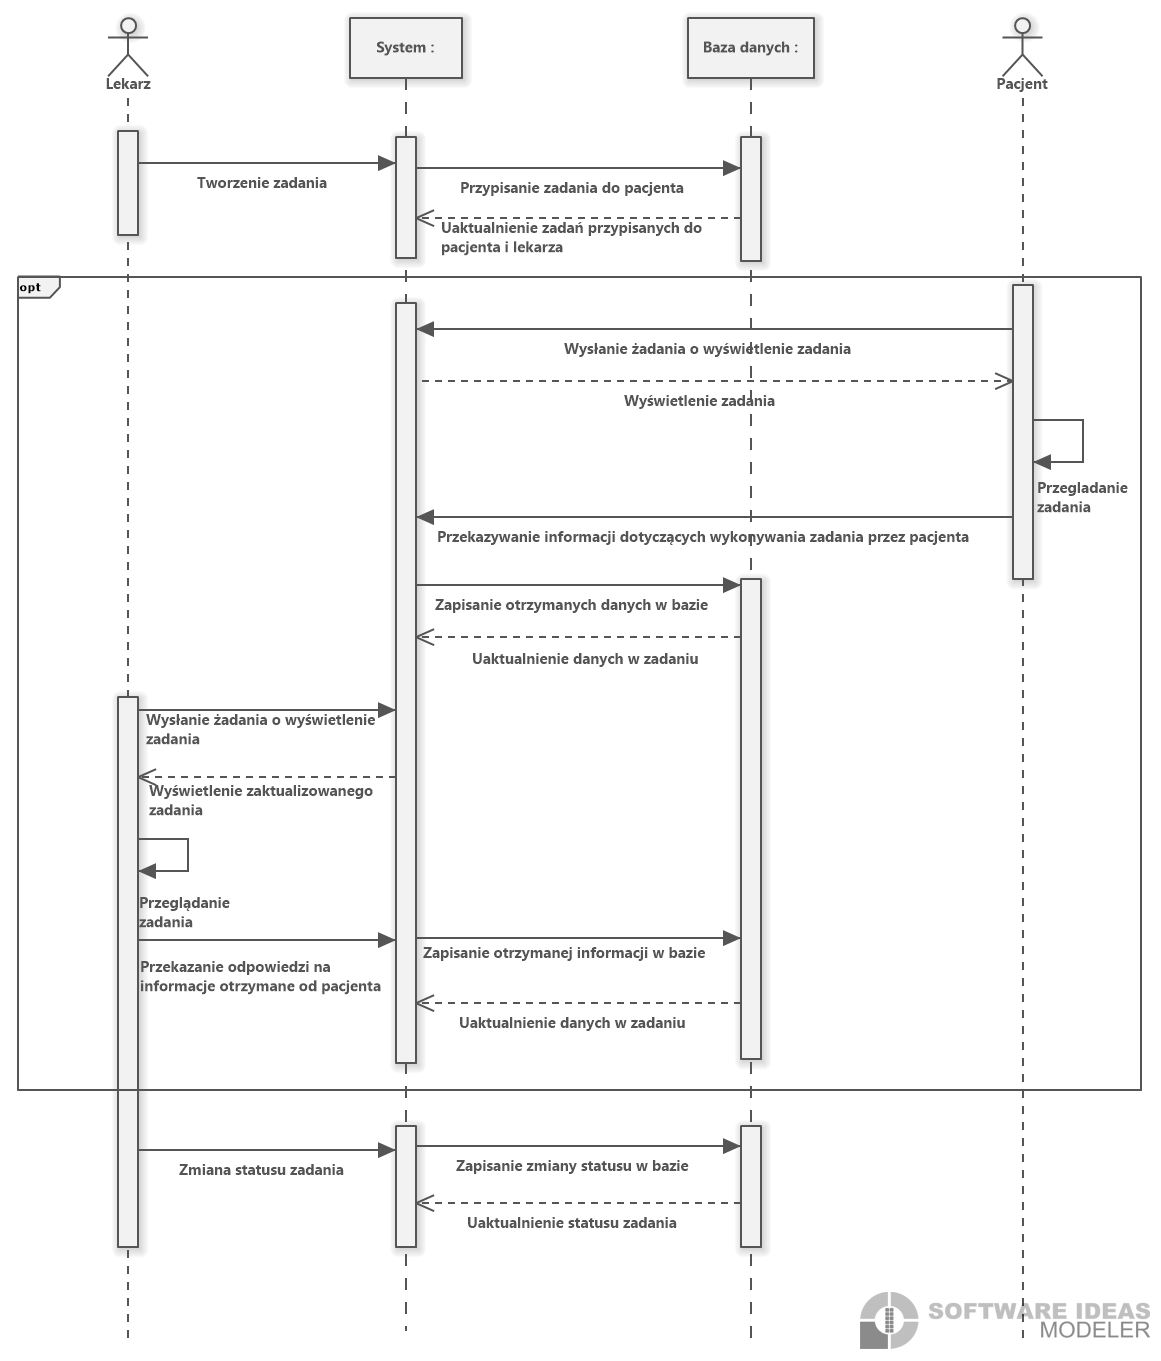 Lekarz
System :
Baza danych :
Pacjent
Tworzenie zadania
Przypisanie zadania do pacjenta
Uaktualnienie zadań przypisanych do
pacjenta i lekarza
opt
Wysłanie żadania o wyświetlenie zadania
Wyświetlenie zadania
Przegladanie
zadania
Przekazywanie informacji dotyczących wykonywania zadania przez pacjenta
Zapisanie otrzymanych danych w bazie
Uaktualnienie danych w zadaniu
Wysłanie żadania o wyświetlenie
zadania
Wyświetlenie zaktualizowanego
zadania
Przeglądanie
zadania
Zapisanie otrzymanej informacji w bazie
Przekazanie odpowiedzi na
informacje otrzymane od pacjenta
Uaktualnienie danych w zadaniu
Zmiana statusu zadania
Zapisanie zmiany statusu w bazie
Uaktualnienie statusu zadania
SOFTWARE IDEAS
MODELER